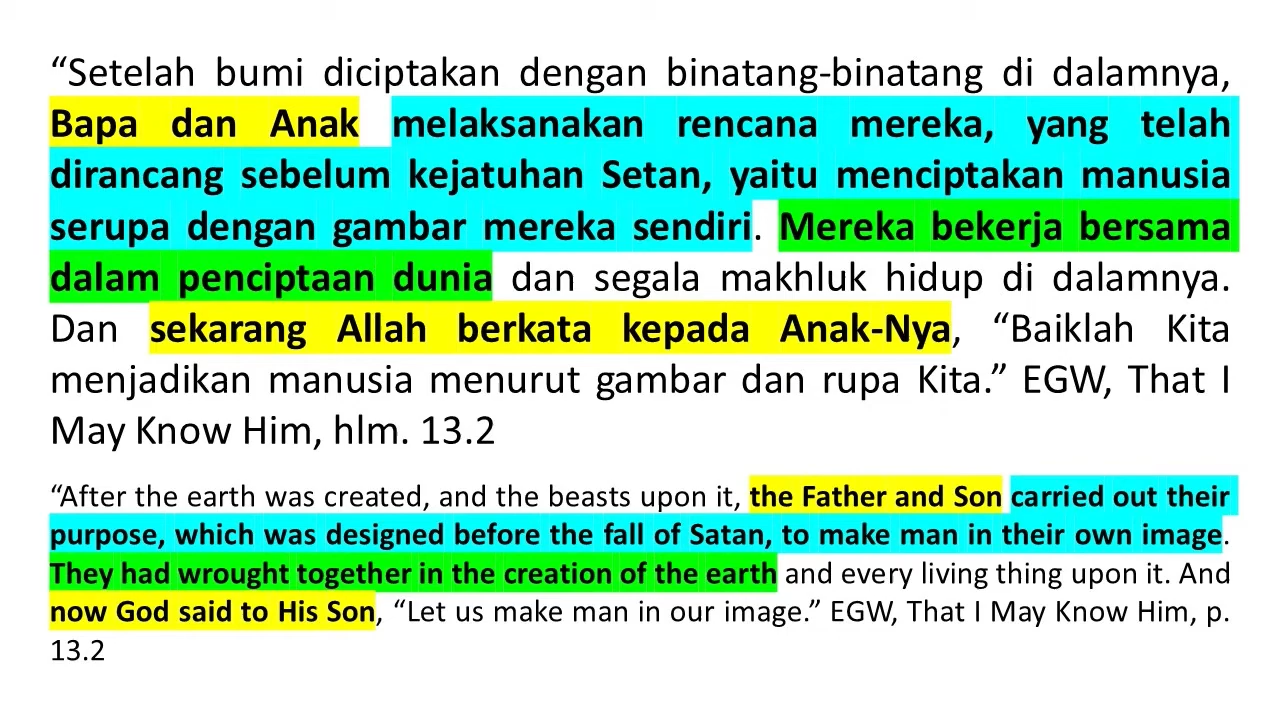 “Setelah bumi diciptakan dengan binatang-binatang di dalamnya,
Bapa dan Anak melaksanakan rencana mereka, yang telah
dirancang sebelum kejatuhan Setan, yaitu menciptakan manusia
serupa dengan gambar mereka sendiri. Mereka bekerja bersama
dalam penciptaan dunia dan segala makhluk hidup di dalamnya.
Dan sekarang Allah berkata kepada Anak-Nya, “Baiklah Kita
menjadikan manusia menurut gambar dan rupa Kita.” EGW, That I
May Know Him, hlm. 13.2
“After the earth was created, and the beasts upon it, the Father and Son carried out their
purpose, which was designed before the fall of Satan, to make man in their own image.
They had wrought together in the creation of the earth and every living thing upon it. And
now God said to His Son, “Let us make man in our image.” EGW, That I May Know Him, p.
13.2